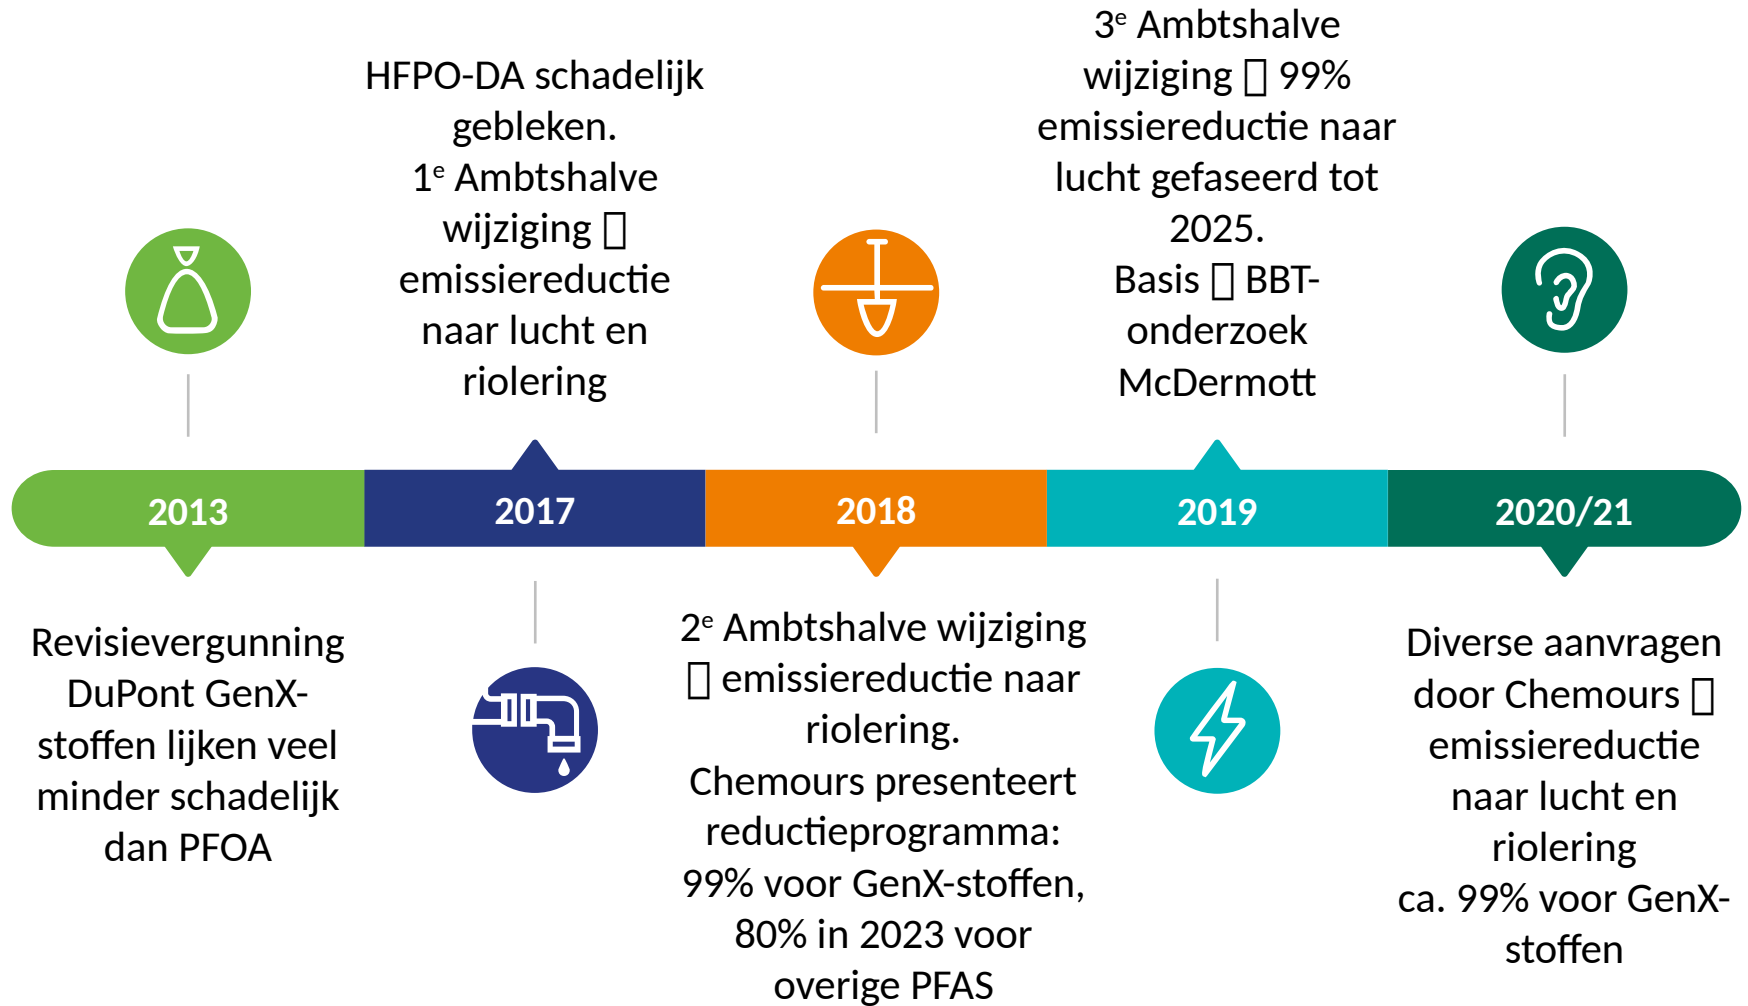 HFPO-DA schadelijk
gebleken.
1e Ambtshalve
wijziging 
emissiereductie
naar lucht en
riolering
3e Ambtshalve
wijziging  99%
emissiereductie naar
lucht gefaseerd tot
2025.
Basis  BBT-
onderzoek
McDermott
2013
2017
2018
2019
2020/21
Revisievergunning
DuPont GenX-
stoffen lijken veel
minder schadelijk
dan PFOA
2e Ambtshalve wijziging
 emissiereductie naar
riolering.
Chemours presenteert
reductieprogramma:
99% voor GenX-stoffen,
80% in 2023 voor
overige PFAS
Diverse aanvragen
door Chemours 
emissiereductie
naar lucht en
riolering
ca. 99% voor GenX-
stoffen